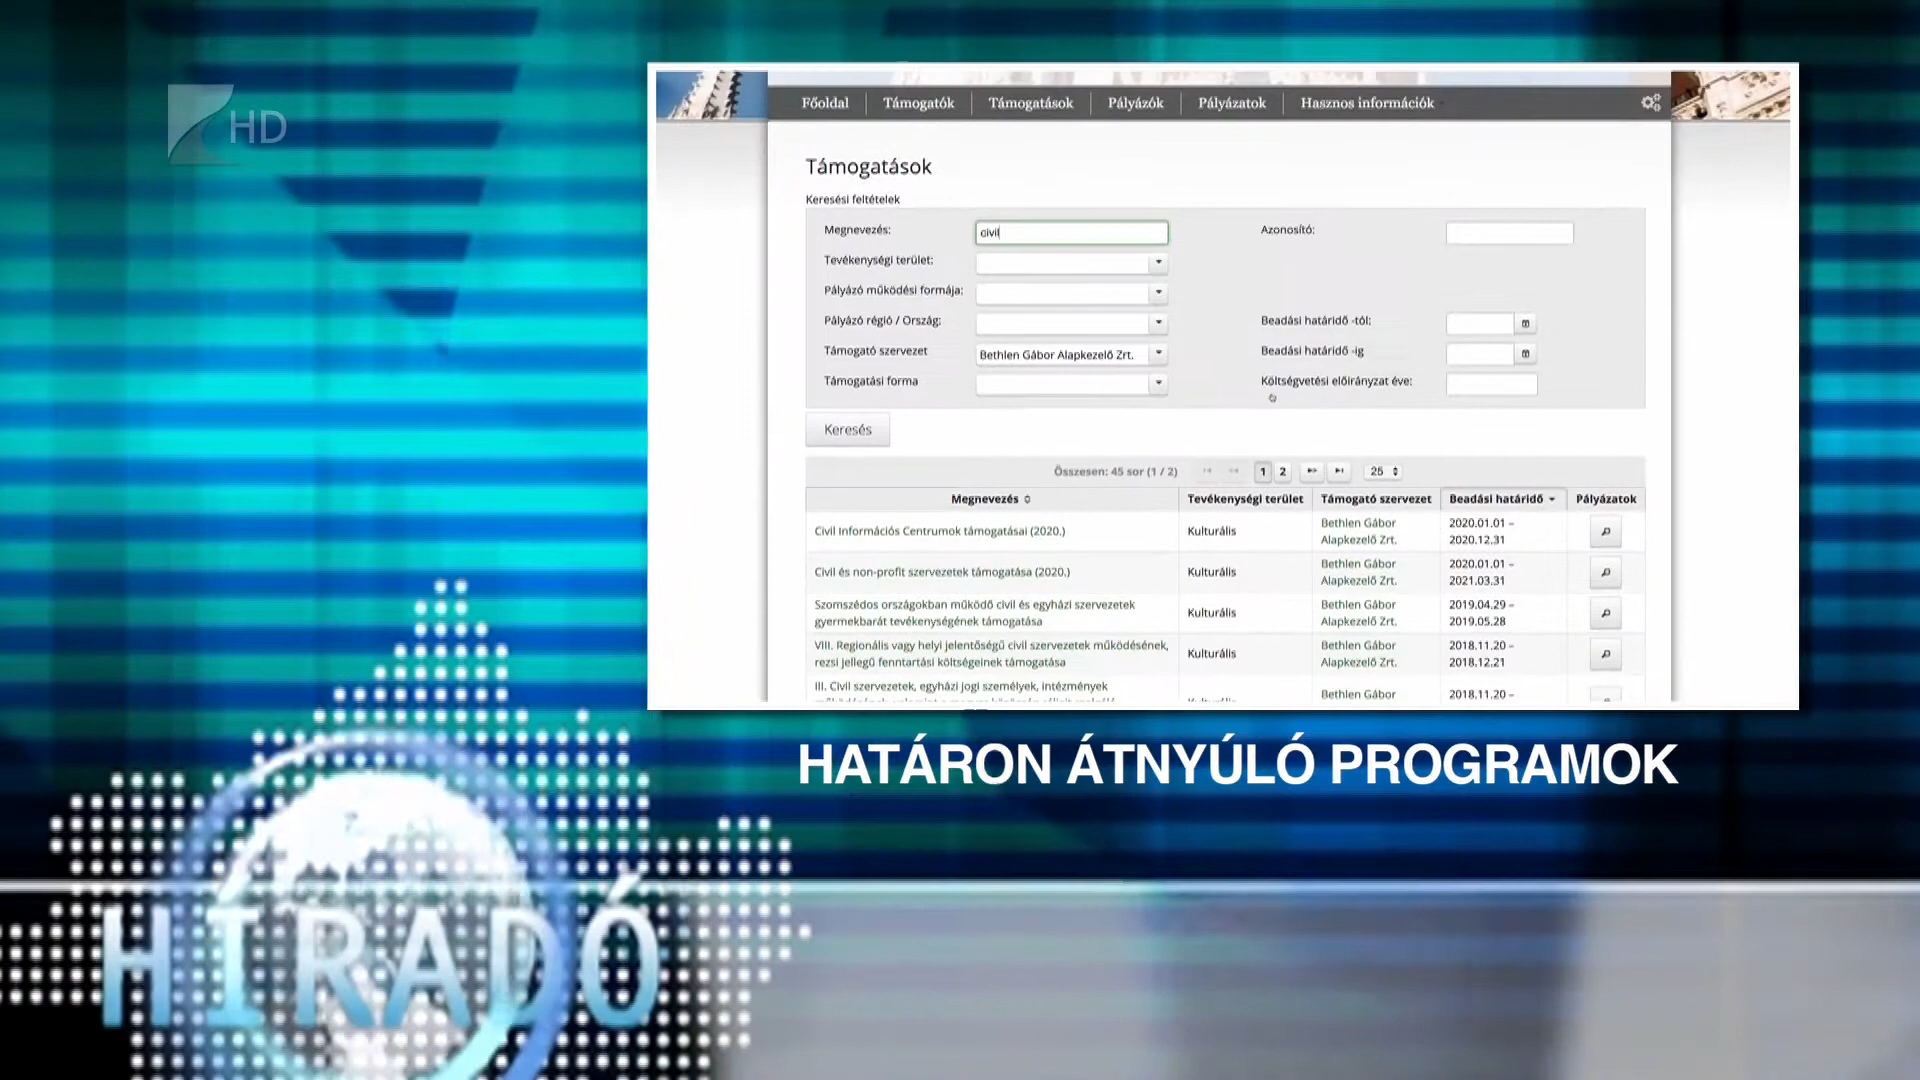 HD
Főoldal Támogatók Támogatások Pályázók Pályázatok Hasznos információk
Támogatások
Keresési feltételek
Megnevezés: civil Azonosító:
Tevékenységi terület:
Pályázó működési formája:
Pályázó régió / Ország: Beadási határidő -tól:
Támogató szervezet Bethlen Gábor Alapkezelő Zrt. Beadási határidő -ig
Támogatási forma Költségvetési előirányzat éve:
Keresés
Összesen: 45 sor (1 / 2) 1 2 25
Megnevezés Tevékenységi terület Támogató szervezet Beadási határidő Pályázatok
Civil Információs Centrumok támogatásai (2020.) Kulturális Bethlen Gábor Alapkezelő Zrt. 2020.01.01 – 2020.12.31
Civil és non-profit szervezetek támogatása (2020.) Kulturális Bethlen Gábor Alapkezelő Zrt. 2020.01.01 – 2021.03.31
Szomszédos országokban működő civil és egyházi szervezetek gyermekbarát tevékenységének támogatása Kulturális Bethlen Gábor Alapkezelő Zrt. 2019.04.29 – 2019.05.28
VIII. Regionális vagy helyi jelentőségű civil szervezetek működésének, rezsi jellegű fenntartási költségeinek támogatása Kulturális Bethlen Gábor Alapkezelő Zrt. 2018.11.20 – 2018.12.21
III. Civil szervezetek, egyházi jogi személyek, intézmények Bethlen Gábor 2018.11.20 –
HATÁRON ÁTNYÚLÓ PROGRAMOK
HÍRADÓ